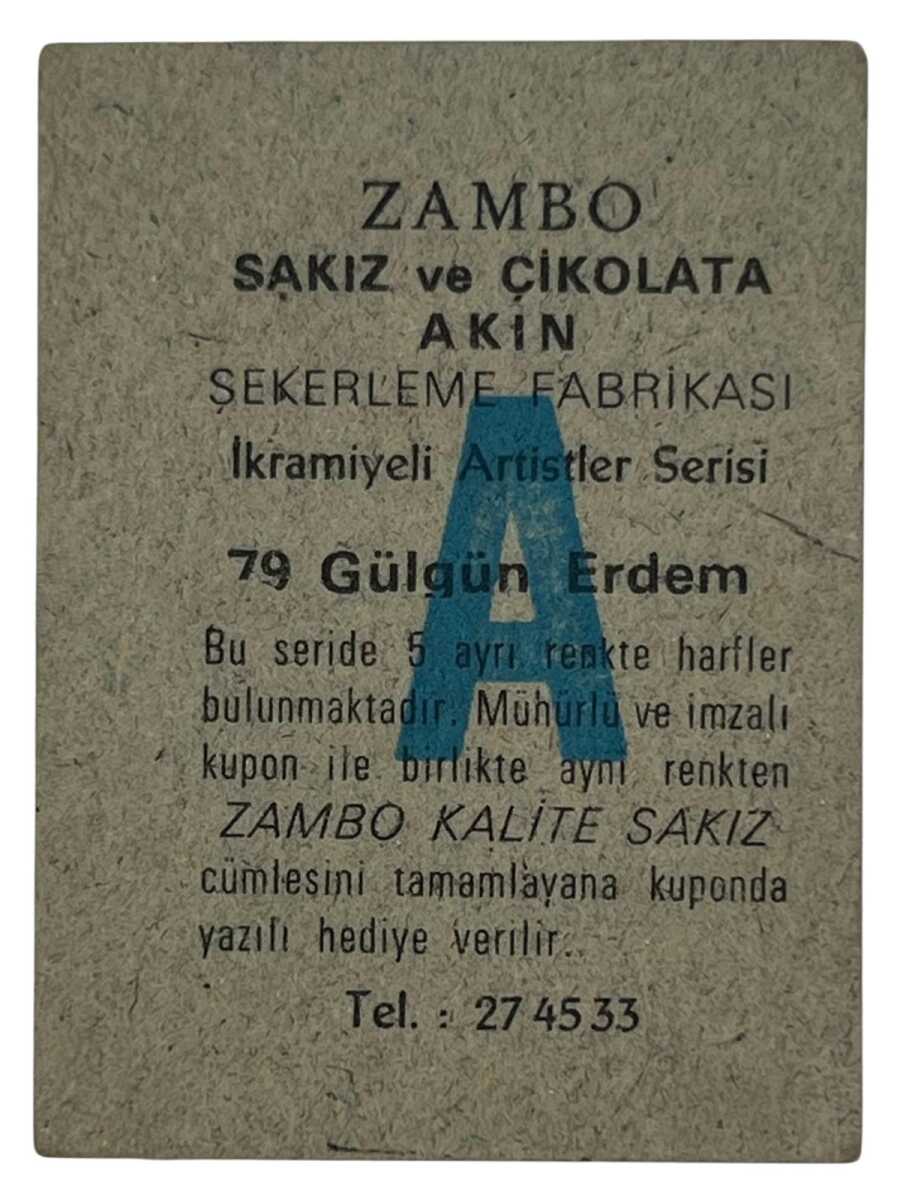 ZAMBO
SAKIZ ve ÇİKOLATA
AKIN
ŞEKERLEME FABRİKASI
İkramiyeli Artistler Serisi
79 Gülgün Erdem
A
Bu seride 5 ayrı renkte harfler
bulunmaktadır. Mühürlü ve imzalı
kupon ile birlikte aynı renkten
ZAMBO KALİTE SAKIZ
cümlesini tamamlayana kuponda
yazılı hediye verilir.
Tel. : 27 45 33